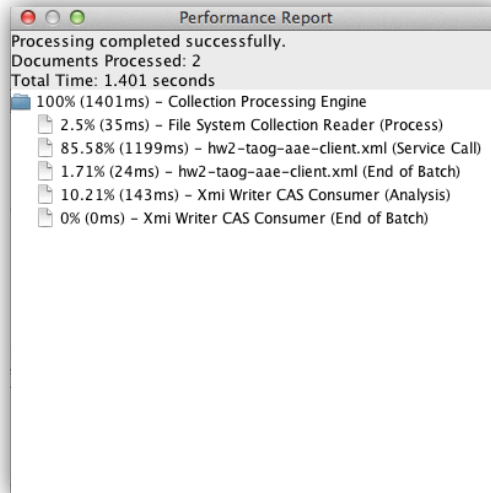 Performance Report
Processing completed successfully.
Documents Processed: 2
Total Time: 1.401 seconds
100% (1401ms) – Collection Processing Engine
2.5% (35ms) – File System Collection Reader (Process)
85.58% (1199ms) – hw2-taog-aae-client.xml (Service Call)
1.71% (24ms) – hw2-taog-aae-client.xml (End of Batch)
10.21% (143ms) – Xmi Writer CAS Consumer (Analysis)
0% (0ms) – Xmi Writer CAS Consumer (End of Batch)